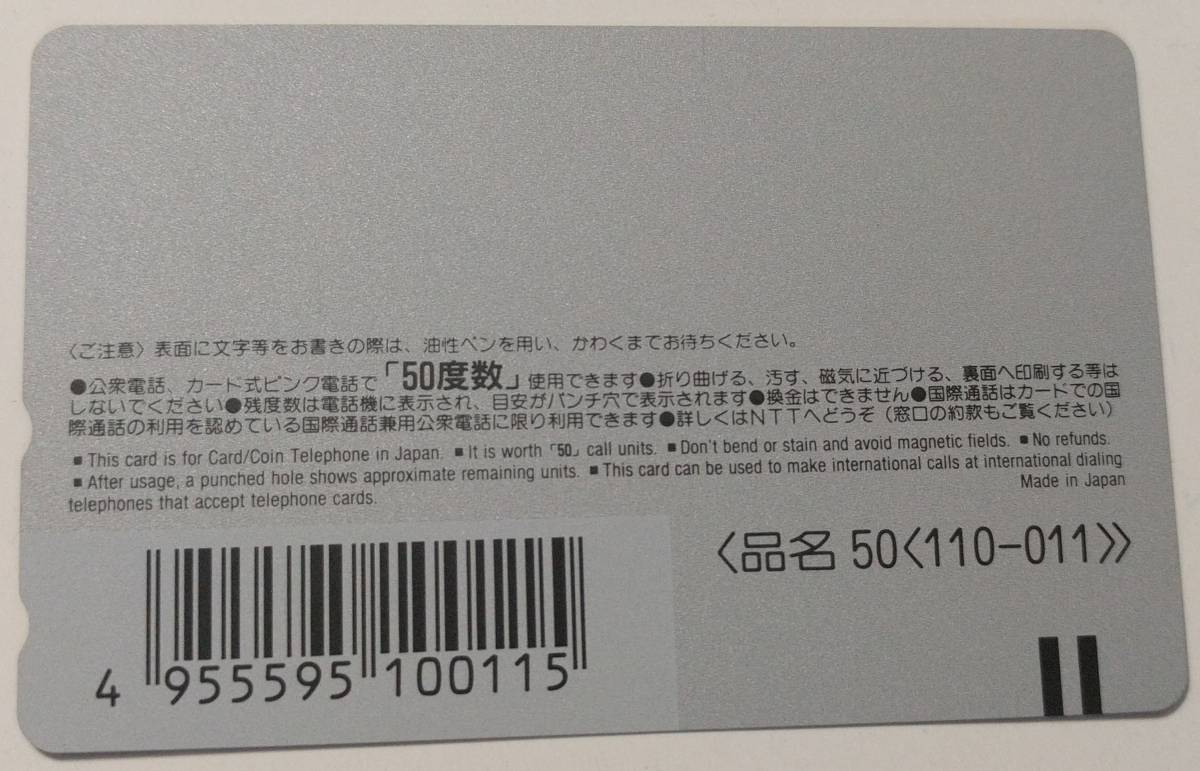 〈ご注意〉表面に文字等をお書きの際は、油性ペンを用い、かわくまでお待ちください。
●公衆電話、カード式ピンク電話で「50度数」使用できます●折り曲げる、汚す、磁気に近づける、裏面へ印刷する等は
しないでください●残度数は電話機に表示され、目安がパンチ穴で表示されます●換金はできません●国際通話はカードでの国
際通話の利用を認めている国際通話兼用公衆電話に限り利用できます●詳しくはNTTへどうぞ（窓口の約款もご覧ください）
■This card is for Card/Coin Telephone in Japan. ■It is worth「50」call units. ■Don't bend or stain and avoid magnetic fields. ■No refunds.
■After usage, a punched hole shows approximate remaining units. ■This card can be used to make international calls at international dialing
telephones that accept telephone cards. Made in Japan
〈品名 50〈110-011〉〉
4 955595 100115